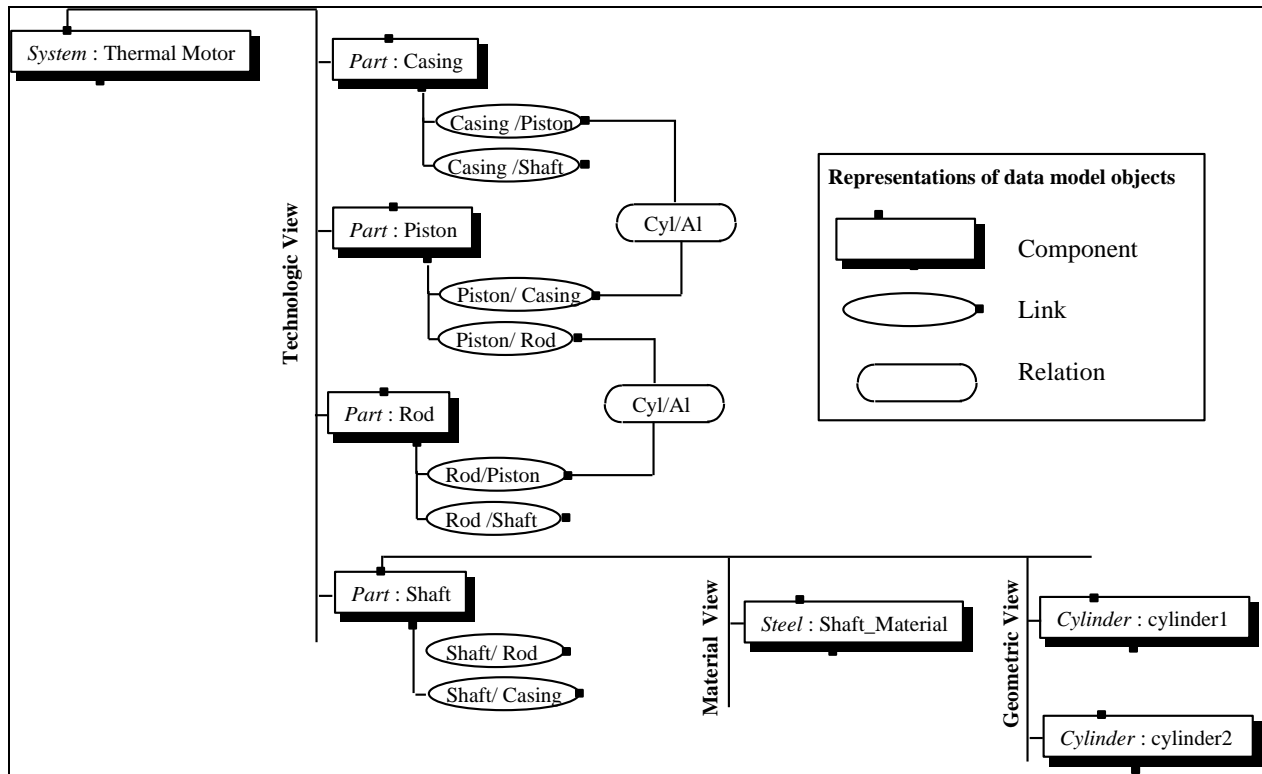 System : Thermal Motor
Part : Casing
Casing /Piston
Casing /Shaft
Cyl/Al
Part : Piston
Piston/ Casing
Piston/ Rod
Cyl/Al
Part : Rod
Rod/Piston
Rod /Shaft
Part : Shaft
Shaft/ Rod
Shaft/ Casing
Technologic View
Material View
Steel : Shaft_Material
Geometric View
Cylinder : cylinder1
Cylinder : cylinder2
Representations of data model objects
Component
Link
Relation